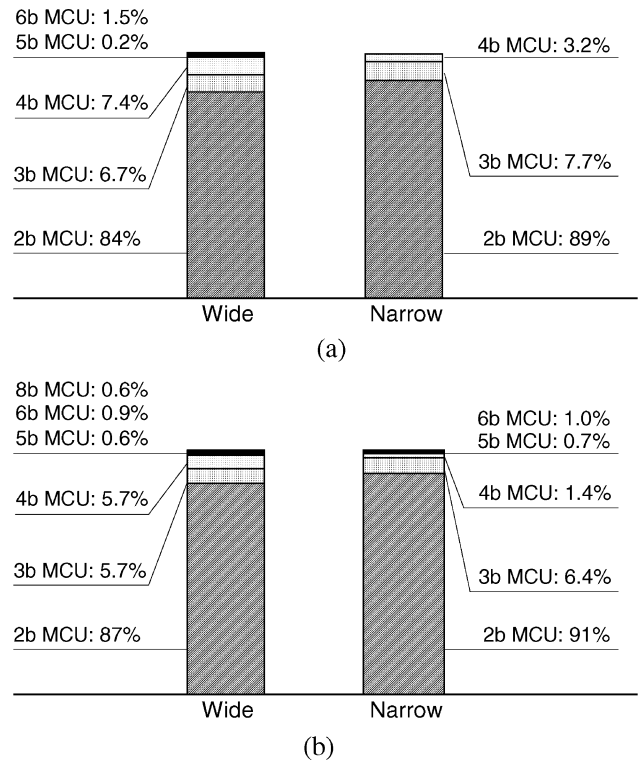 6b MCU: 1.5%
5b MCU: 0.2%
4b MCU: 7.4%
3b MCU: 6.7%
2b MCU: 84%
4b MCU: 3.2%
3b MCU: 7.7%
2b MCU: 89%
Wide
Narrow
(a)
8b MCU: 0.6%
6b MCU: 0.9%
5b MCU: 0.6%
4b MCU: 5.7%
3b MCU: 5.7%
2b MCU: 87%
6b MCU: 1.0%
5b MCU: 0.7%
4b MCU: 1.4%
3b MCU: 6.4%
2b MCU: 91%
Wide
Narrow
(b)